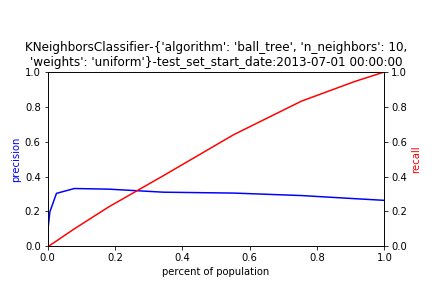 KNeighborsClassifier-{'algorithm': 'ball_tree', 'n_neighbors': 10,
'weights': 'uniform'}-test_set_start_date:2013-07-01 00:00:00
1.0
0.8
0.6
0.4
0.2
0.0
precision
1.0
0.8
0.6
0.4
0.2
0.0
recall
0.0 0.2 0.4 0.6 0.8 1.0
percent of population